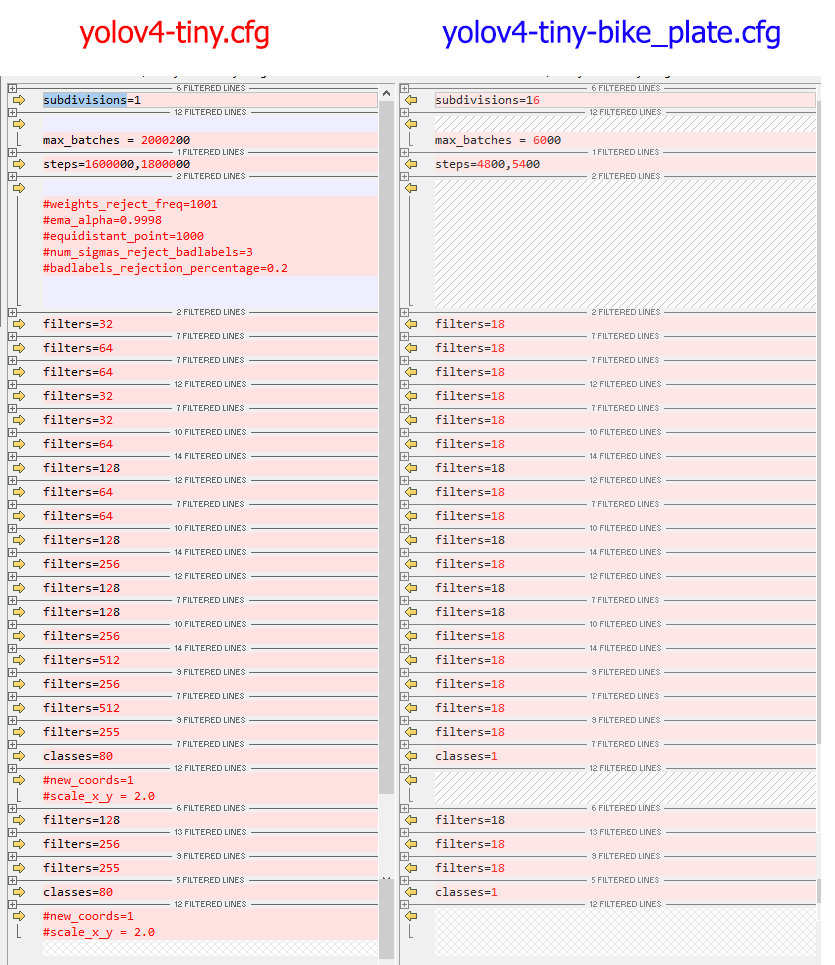 yolov4-tiny.cfg
6 FILTERED LINES
subdivisions=1
12 FILTERED LINES
max_batches = 2000200
1 FILTERED LINES
steps=1600000,1800000
2 FILTERED LINES
#weights_reject_freq=1001
#ema_alpha=0.9998
#equidistant_point=1000
#num_sigmas_reject_badlabels=3
#badlabels_rejection_percentage=0.2
2 FILTERED LINES
filters=32
7 FILTERED LINES
filters=64
7 FILTERED LINES
filters=64
12 FILTERED LINES
filters=32
7 FILTERED LINES
filters=32
10 FILTERED LINES
filters=64
14 FILTERED LINES
filters=128
12 FILTERED LINES
filters=64
7 FILTERED LINES
filters=64
10 FILTERED LINES
filters=128
14 FILTERED LINES
filters=256
12 FILTERED LINES
filters=128
7 FILTERED LINES
filters=128
10 FILTERED LINES
filters=256
14 FILTERED LINES
filters=512
9 FILTERED LINES
filters=256
7 FILTERED LINES
filters=512
9 FILTERED LINES
filters=255
7 FILTERED LINES
classes=80
12 FILTERED LINES
#new_coords=1
#scale_x_y = 2.0
6 FILTERED LINES
filters=128
13 FILTERED LINES
filters=256
9 FILTERED LINES
filters=255
5 FILTERED LINES
classes=80
12 FILTERED LINES
#new_coords=1
#scale_x_y = 2.0
yolov4-tiny-bike_plate.cfg
6 FILTERED LINES
subdivisions=16
12 FILTERED LINES
max_batches = 6000
1 FILTERED LINES
steps=4800,5400
2 FILTERED LINES
2 FILTERED LINES
filters=18
7 FILTERED LINES
filters=18
7 FILTERED LINES
filters=18
12 FILTERED LINES
filters=18
7 FILTERED LINES
filters=18
10 FILTERED LINES
filters=18
14 FILTERED LINES
filters=18
12 FILTERED LINES
filters=18
7 FILTERED LINES
filters=18
10 FILTERED LINES
filters=18
14 FILTERED LINES
filters=18
12 FILTERED LINES
filters=18
7 FILTERED LINES
filters=18
10 FILTERED LINES
filters=18
14 FILTERED LINES
filters=18
9 FILTERED LINES
filters=18
7 FILTERED LINES
filters=18
9 FILTERED LINES
filters=18
7 FILTERED LINES
classes=1
12 FILTERED LINES
6 FILTERED LINES
filters=18
13 FILTERED LINES
filters=18
9 FILTERED LINES
filters=18
5 FILTERED LINES
classes=1
12 FILTERED LINES